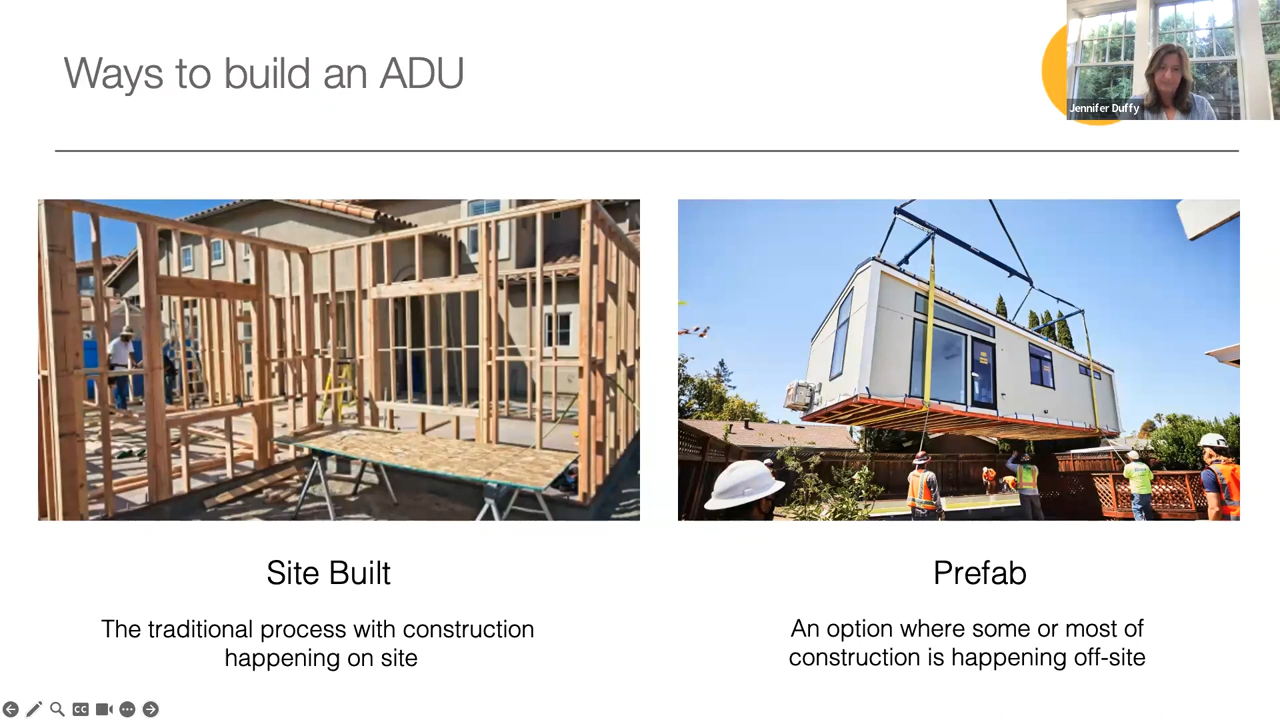 Ways to build an ADU
Jennifer Duffy
Site Built
Prefab
The traditional process with construction
happening on site
An option where some or most of
construction is happening off-site
CC